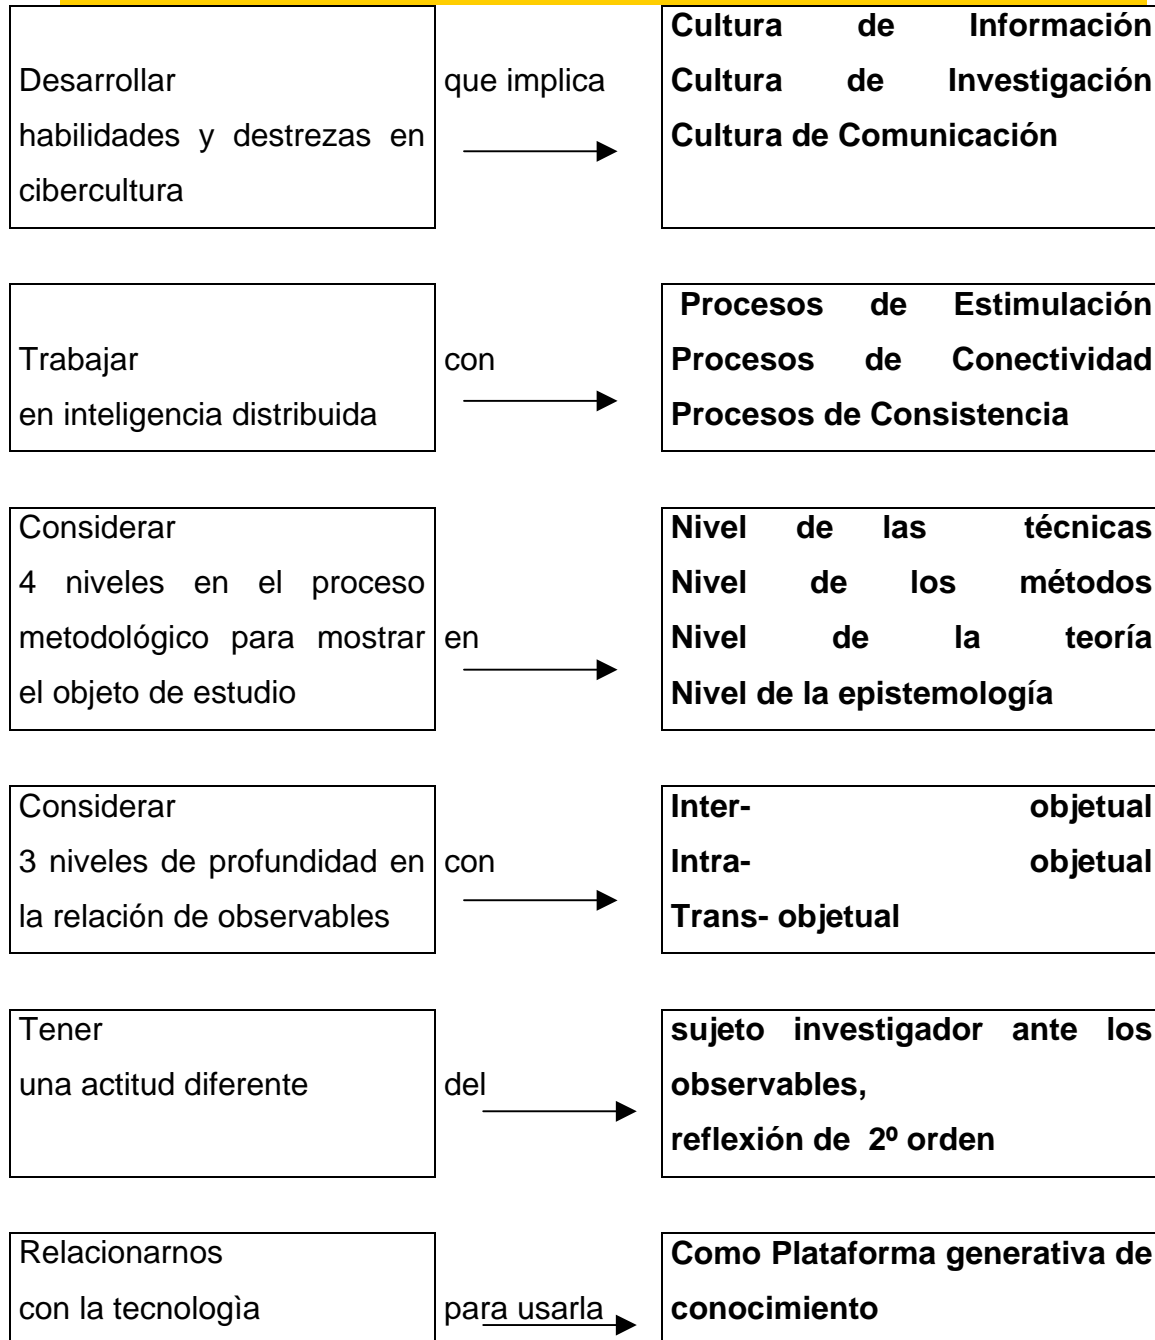 Desarrollar
habilidades y destrezas en
cibercultura
que implica
Cultura de Información
Cultura de Investigación
Cultura de Comunicación
Trabajar
en inteligencia distribuida
con
Procesos de Estimulación
Procesos de Conectividad
Procesos de Consistencia
Considerar
4 niveles en el proceso
metodológico para mostrar
el objeto de estudio
en
Nivel de las técnicas
Nivel de los métodos
Nivel de la teoría
Nivel de la epistemología
Considerar
3 niveles de profundidad en
la relación de observables
con
Inter- objetual
Intra- objetual
Trans- objetual
Tener
una actitud diferente
del
sujeto investigador ante los
observables,
reflexión de 2º orden
Relacionarnos
con la tecnologìa
para usarla
Como Plataforma generativa de
conocimiento